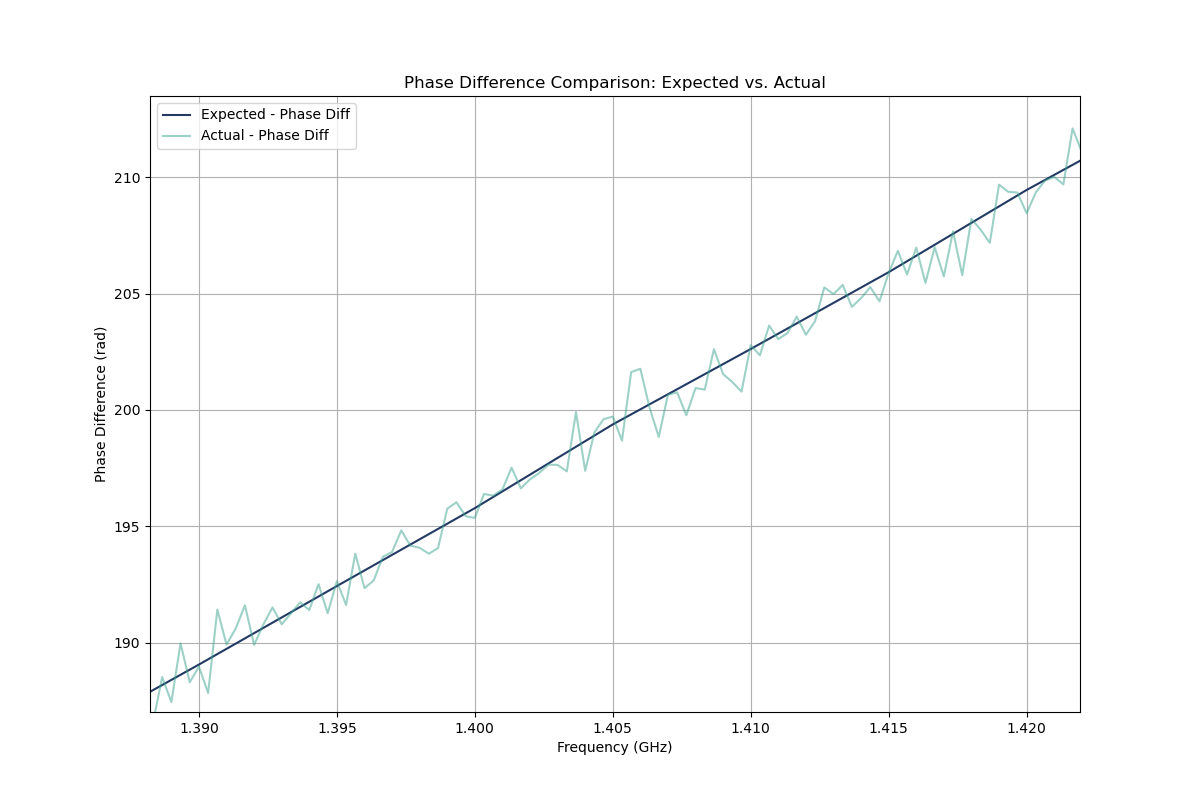 Phase Difference Comparison: Expected vs. Actual
Expected - Phase Diff
Actual - Phase Diff
Phase Difference (rad)
210
205
200
195
190
1.390 1.395 1.400 1.405 1.410 1.415 1.420
Frequency (GHz)